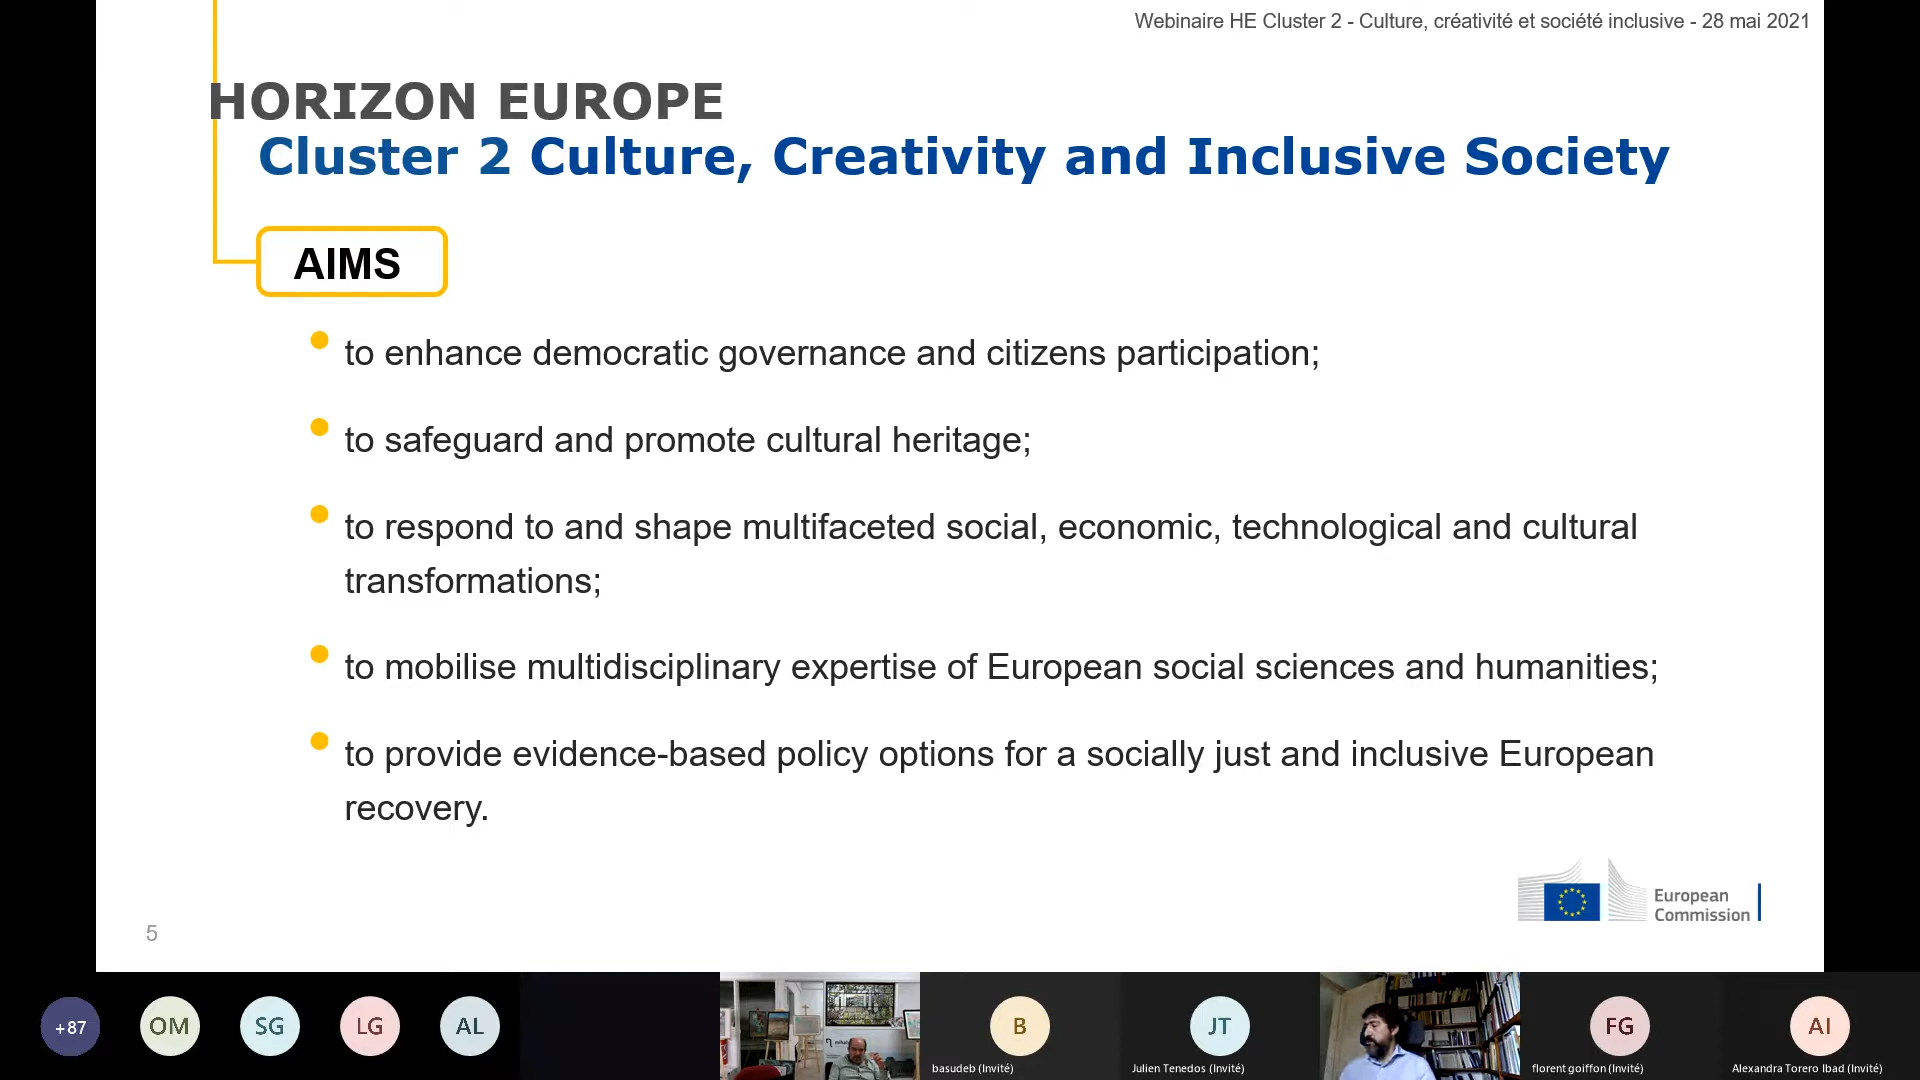 Webinaire HE Cluster 2 - Culture, créativité et société inclusive - 28 mai 2021
HORIZON EUROPE
Cluster 2 Culture, Creativity and Inclusive Society
AIMS
to enhance democratic governance and citizens participation;
to safeguard and promote cultural heritage;
to respond to and shape multifaceted social, economic, technological and cultural
transformations;
to mobilise multidisciplinary expertise of European social sciences and humanities;
to provide evidence-based policy options for a socially just and inclusive European
recovery.
European
Commission
5
+87
OM
SG
LG
AL
B
JT
FG
AI
basudeb (Invité)
Julien Tenedos (Invité)
florent goiffon (Invité)
Alexandra Torero Ibad (Invité)